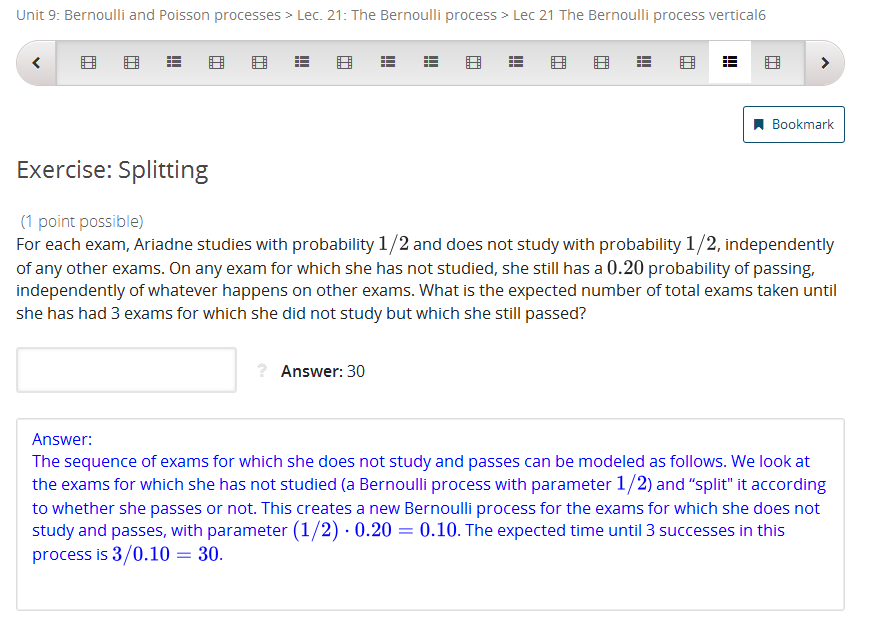 Unit 9: Bernoulli and Poisson processes > Lec. 21: The Bernoulli process > Lec 21 The Bernoulli process vertical6
Bookmark
Exercise: Splitting
(1 point possible)
For each exam, Ariadne studies with probability 1/2 and does not study with probability 1/2, independently
of any other exams. On any exam for which she has not studied, she still has a 0.20 probability of passing,
independently of whatever happens on other exams. What is the expected number of total exams taken until
she has had 3 exams for which she did not study but which she still passed?
? Answer: 30
Answer:
The sequence of exams for which she does not study and passes can be modeled as follows. We look at
the exams for which she has not studied (a Bernoulli process with parameter 1/2) and “split" it according
to whether she passes or not. This creates a new Bernoulli process for the exams for which she does not
study and passes, with parameter (1/2) · 0.20 = 0.10. The expected time until 3 successes in this
process is 3/0.10 = 30.